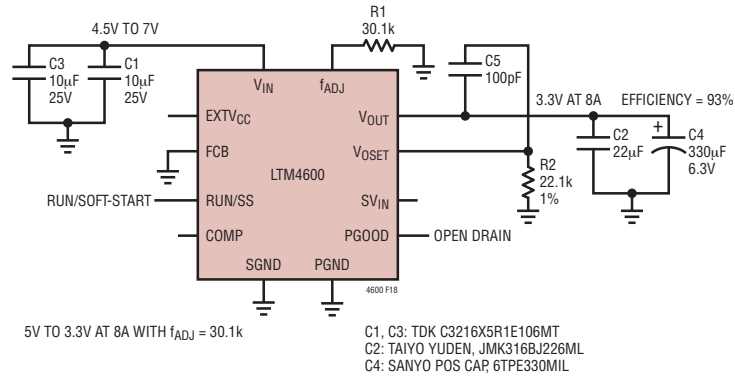 R1
30.1k
4.5V TO 7V
C3
10µF
25V
C1
10µF
25V
C5
100pF
VIN
fADJ
3.3V AT 8A
EFFICIENCY = 93%
EXTVCC
VOUT
FCB
VOSET
C2
22µF
+
C4
330µF
6.3V
LTM4600
R2
22.1k
1%
RUN/SOFT-START
RUN/SS
SVIN
COMP
PGOOD
OPEN DRAIN
SGND
PGND
4600 F18
5V TO 3.3V AT 8A WITH fADJ = 30.1k
C1, C3: TDK C3216X5R1E106MT
C2: TAIYO YUDEN, JMK316BJ226ML
C4: SANYO POS CAP, 6TPE330MIL